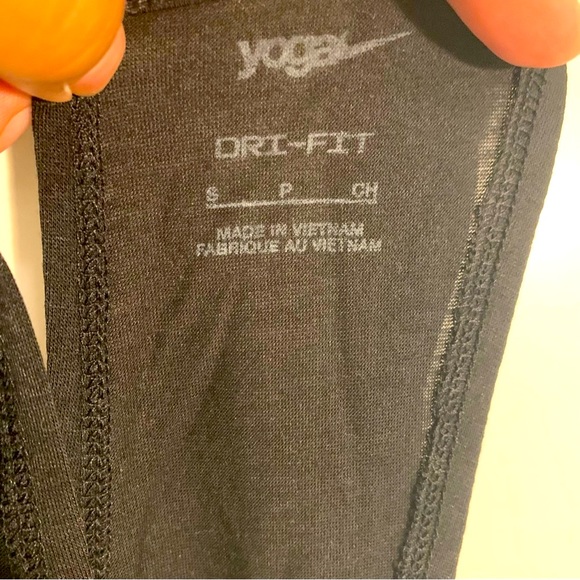 yoga
DRI-FIT
S P CH
MADE IN VIETNAM
FABRIQUE AU VIETNAM